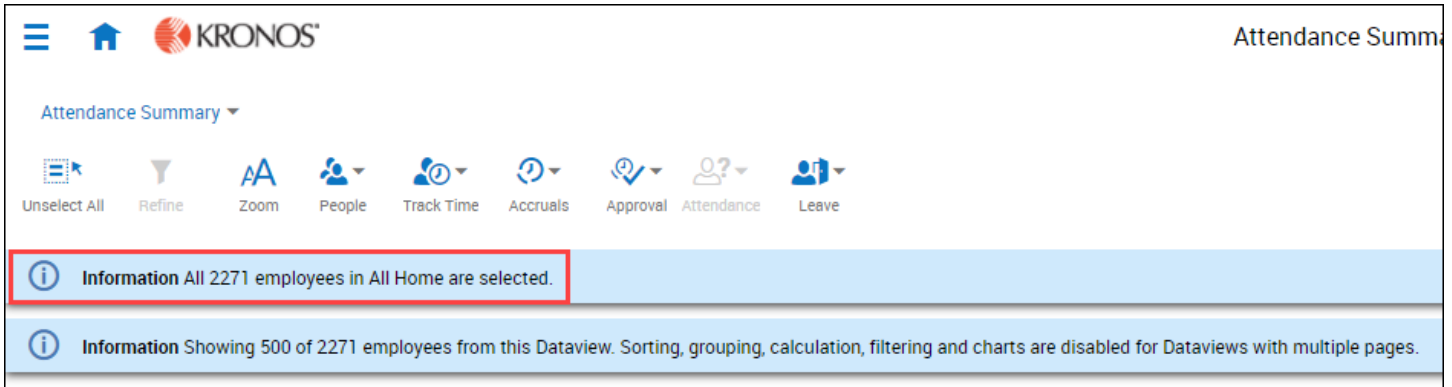 KRONOS
Attendance Summa
Attendance Summary
Unselect All Refine Zoom People Track Time Accruals Approval Attendance Leave
Information All 2271 employees in All Home are selected.
Information Showing 500 of 2271 employees from this Dataview. Sorting, grouping, calculation, filtering and charts are disabled for Dataviews with multiple pages.